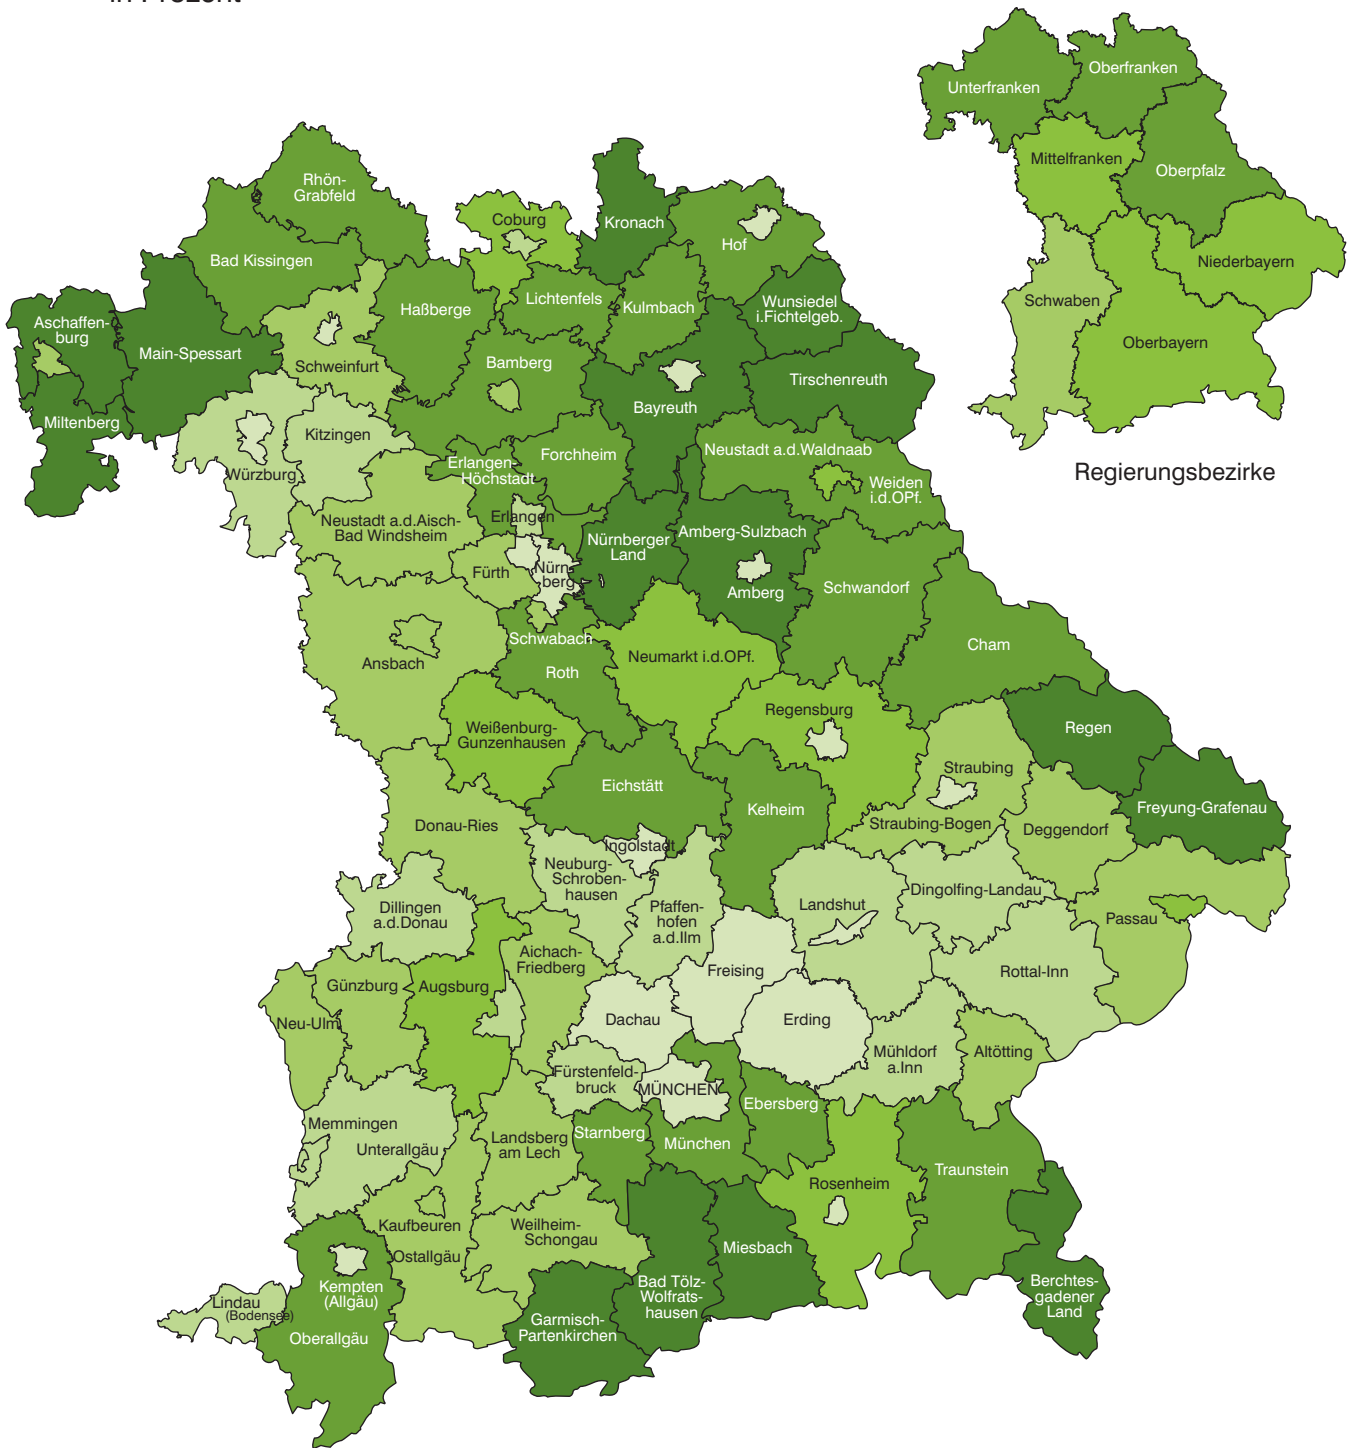 in Prozent
Unterfranken
Oberfranken
Mittelfranken
Oberpfalz
Niederbayern
Schwaben
Oberbayern
Regierungsbezirke
Rhön-
Grabfeld
Coburg
Kronach
Hof
Bad Kissingen
Haßberge
Lichtenfels
Kulmbach
Wunsiedel
i.Fichtelgeb.
Aschaffen-
burg
Main-Spessart
Schweinfurt
Bamberg
Tirschenreuth
Bayreuth
Miltenberg
Kitzingen
Würzburg
Erlangen-
Höchstadt
Forchheim
Neustadt a.d.Waldnaab
Weiden
i.d.OPf.
Neustadt a.d.Aisch-
Bad Windsheim
Erlangen
Nürnberger
Land
Amberg-Sulzbach
Amberg
Fürth
Nürn-
berg
Schwandorf
Ansbach
Schwabach
Roth
Neumarkt i.d.OPf.
Cham
Weißenburg-
Gunzenhausen
Regensburg
Regen
Eichstätt
Kelheim
Straubing
Straubing-Bogen
Deggendorf
Freyung-Grafenau
Donau-Ries
Ingolstadt
Neuburg-
Schroben-
hausen
Dillingen
a.d.Donau
Pfaffen-
hofen
a.d.Ilm
Landshut
Dingolfing-Landau
Passau
Aichach-
Friedberg
Günzburg
Augsburg
Freising
Rottal-Inn
Neu-Ulm
Dachau
Erding
Mühldorf
a.Inn
Altötting
Fürstenfeld-
bruck
MÜNCHEN
Ebersberg
Memmingen
Unterallgäu
Landsberg
am Lech
Starnberg
München
Traunstein
Rosenheim
Kaufbeuren
Ostallgäu
Weilheim-
Schongau
Miesbach
Bad Tölz-
Wolfrats-
hausen
Berchtes-
gadener
Land
Kempten
(Allgäu)
Lindau
(Bodensee)
Oberallgäu
Garmisch-
Partenkirchen